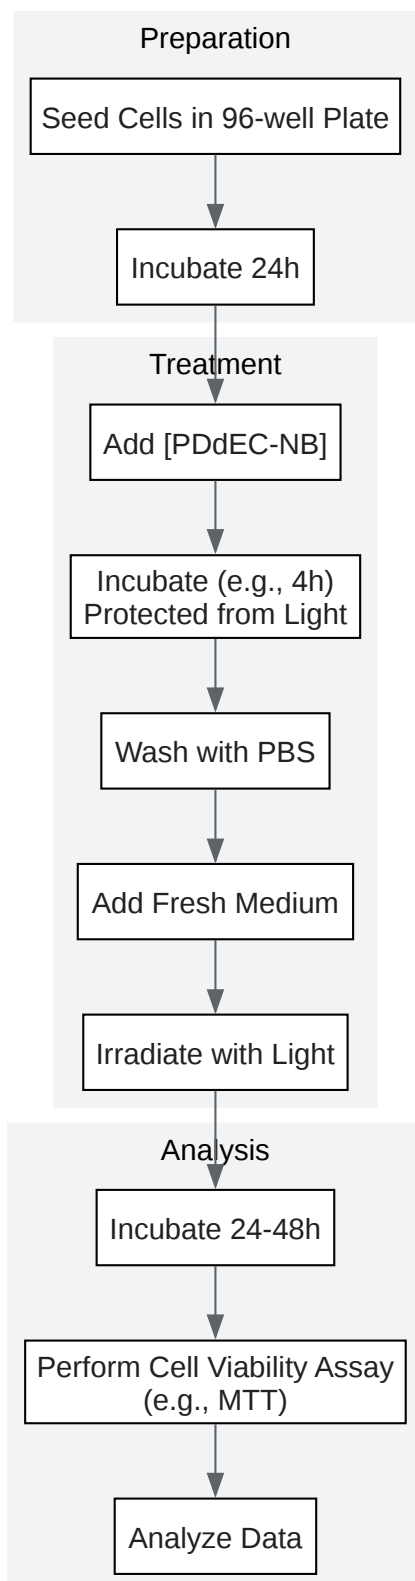 Preparation
Seed Cells in 96-well Plate
Incubate 24h
Treatment
Add [PDdEC-NB]
Incubate (e.g., 4h)
Protected from Light
Wash with PBS
Add Fresh Medium
Irradiate with Light
Analysis
Incubate 24-48h
Perform Cell Viability Assay
(e.g., MTT)
Analyze Data